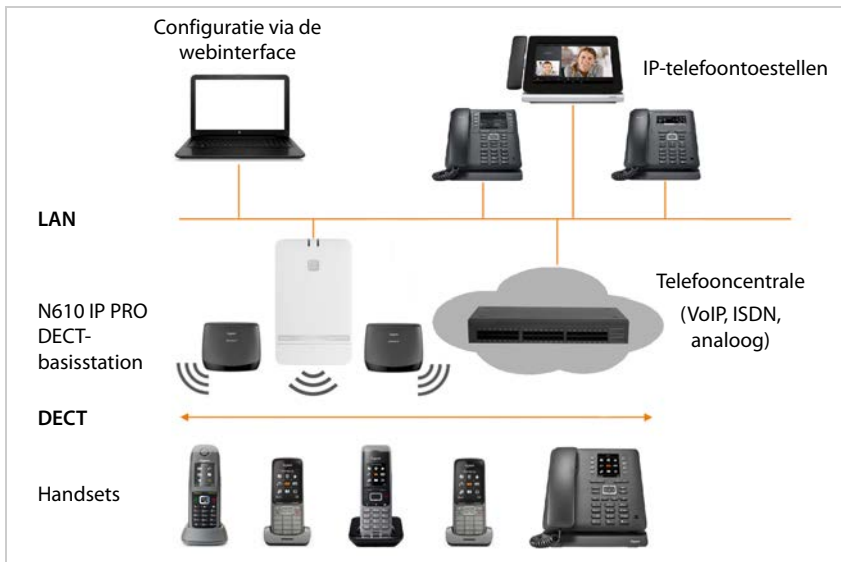 Configuratie via de
webinterface
IP-telefoontoestellen
LAN
N610 IP PRO
DECT-
basisstation
Telefooncentrale
(VoIP, ISDN,
analoog)
DECT
Handsets